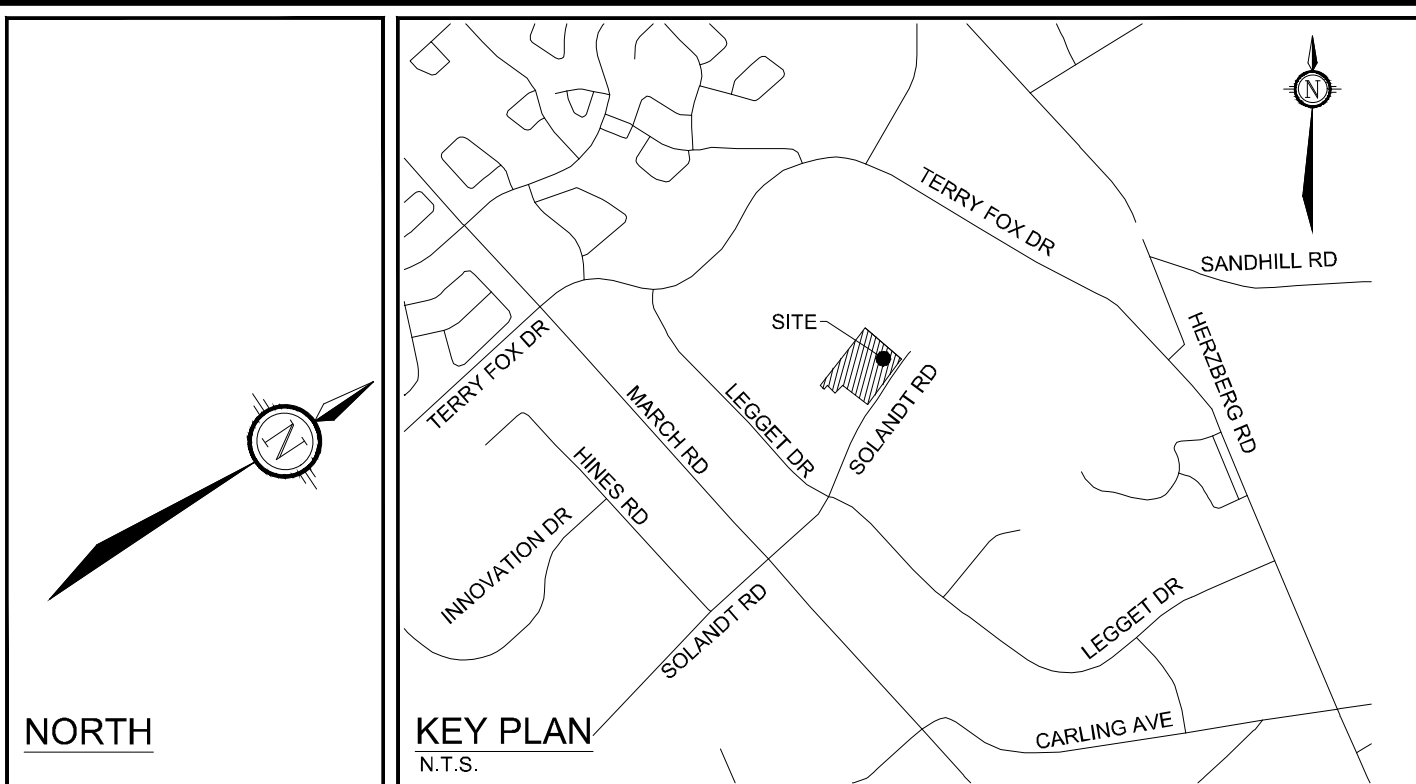 N
NORTH
N
TERRY FOX DR
SANDHILL RD
SITE
HERZBERG RD
TERRY FOX DR
MARCH RD
LEGGET DR
SOLANDT RD
HINES RD
INNOVATION DR
SOLANDT RD
LEGGET DR
CARLING AVE
KEY PLAN
N.T.S.